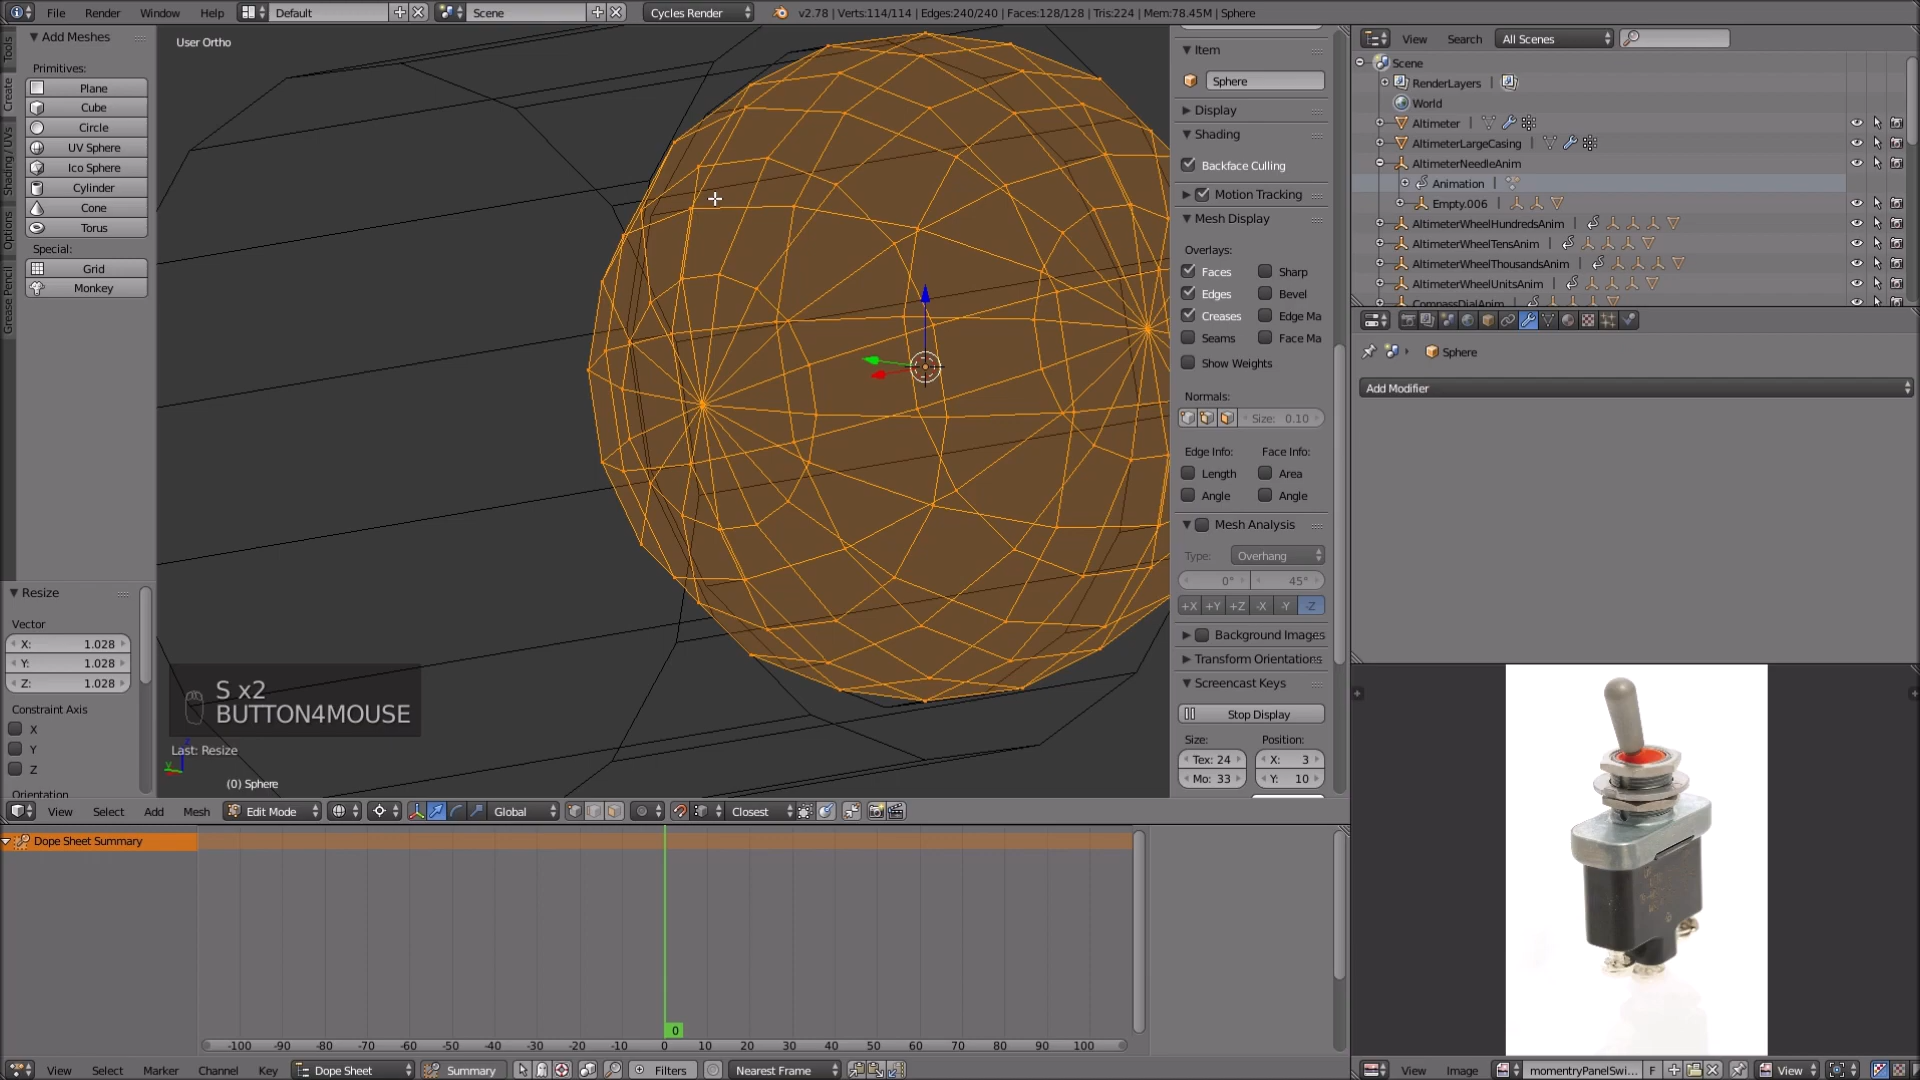 File Render Window Help Default Scene Cycles Render v2.78 | Verts:114/114 | Edges:240/240 | Faces:128/128 | Tris:224 | Mem:78.45M | Sphere
Tools
Create
Shading / UVs
Options
Grease Pencil
Add Meshes
Primitives:
Plane
Cube
Circle
UV Sphere
Ico Sphere
Cylinder
Cone
Torus
Special:
Grid
Monkey
Resize
Vector
X: 1.028
Y: 1.028
Z: 1.028
Constraint Axis
X
Y
Z
Orientation
User Ortho
S x2
BUTTON4MOUSE
Last: Resize
(0) Sphere
Item
Sphere
Display
Shading
Backface Culling
Motion Tracking
Mesh Display
Overlays:
Faces Sharp
Edges Bevel
Creases Edge Ma
Seams Face Ma
Show Weights
Normals:
Size: 0.10
Edge Info: Face Info:
Length Area
Angle Angle
Mesh Analysis
Type: Overhang
0° 45°
+X +Y +Z -X -Y -Z
Background Images
Transform Orientations
Screencast Keys
Stop Display
Size: Position:
Tex: 24 X: 3
Mo: 33 Y: 10
View Select Add Mesh Edit Mode Global Closest
Dope Sheet Summary
0
-100 -90 -80 -70 -60 -50 -40 -30 -20 -10 0 10 20 30 40 50 60 70 80 90 100
View Select Marker Channel Key Dope Sheet Summary Filters Nearest Frame
View Search All Scenes
Scene
RenderLayers
World
Altimeter
AltimeterLargeCasing
AltimeterNeedleAnim
Animation
Empty.006
AltimeterWheelHundredsAnim
AltimeterWheelTensAnim
AltimeterWheelThousandsAnim
AltimeterWheelUnitsAnim
CompassDialAnim
Sphere
Add Modifier
View Image momentryPanelSwi... F View